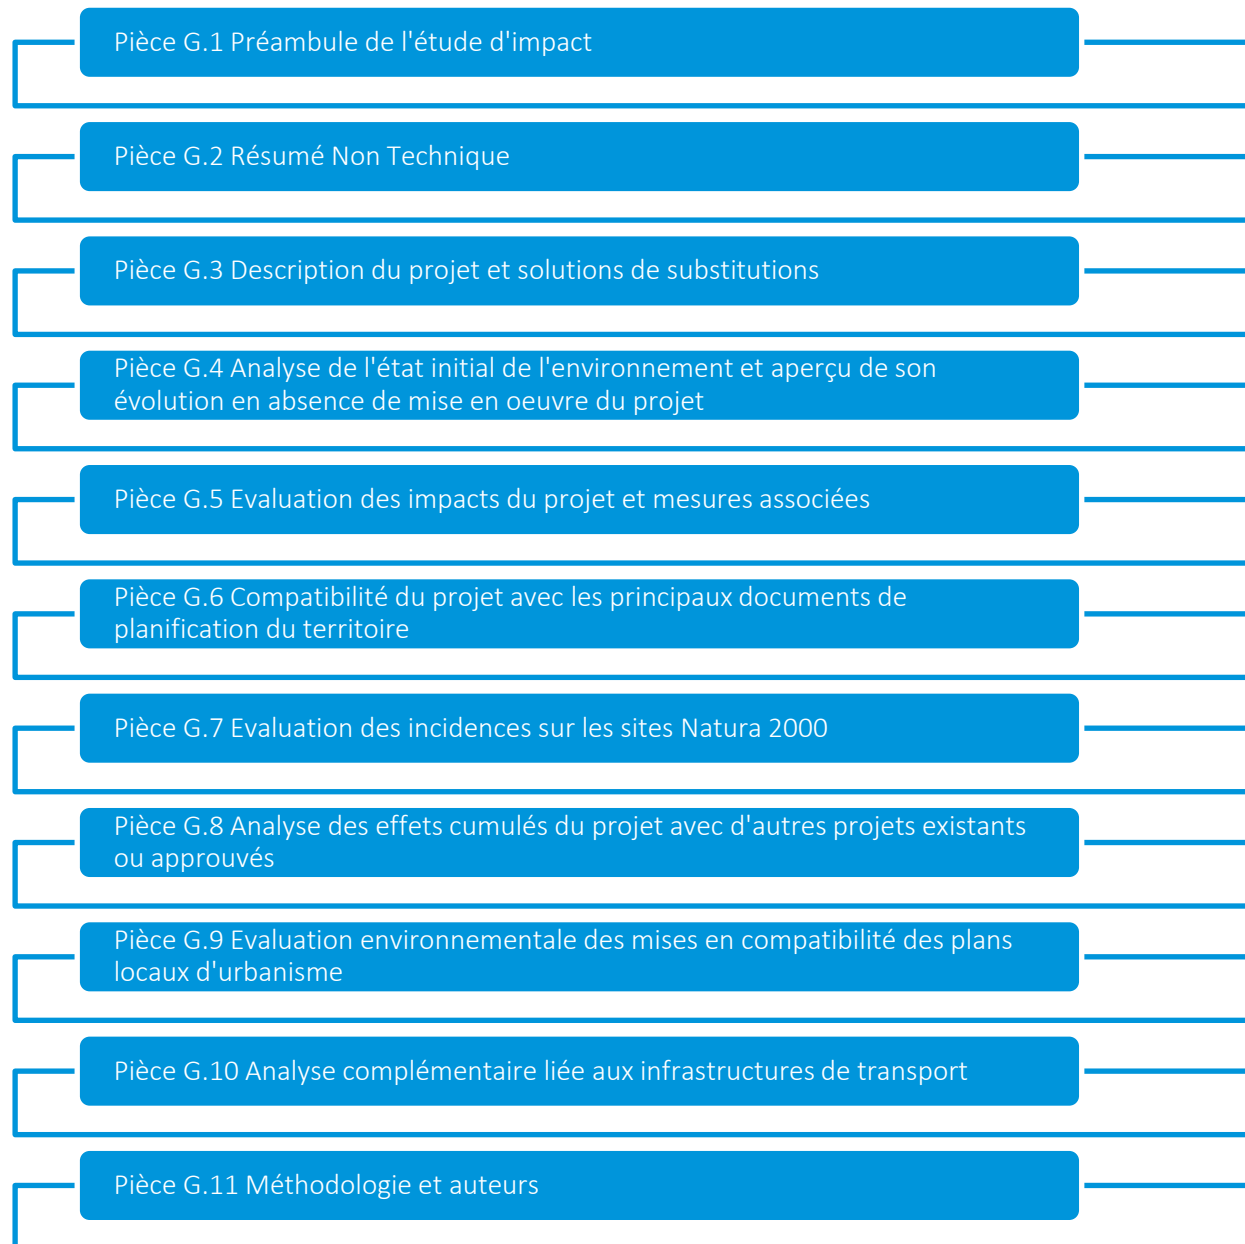 Pièce G.1 Préambule de l'étude d'impact
Pièce G.2 Résumé Non Technique
Pièce G.3 Description du projet et solutions de substitutions
Pièce G.4 Analyse de l'état initial de l'environnement et aperçu de son
évolution en absence de mise en oeuvre du projet
Pièce G.5 Evaluation des impacts du projet et mesures associées
Pièce G.6 Compatibilité du projet avec les principaux documents de
planification du territoire
Pièce G.7 Evaluation des incidences sur les sites Natura 2000
Pièce G.8 Analyse des effets cumulés du projet avec d'autres projets existants
ou approuvés
Pièce G.9 Evaluation environnementale des mises en compatibilité des plans
locaux d'urbanisme
Pièce G.10 Analyse complémentaire liée aux infrastructures de transport
Pièce G.11 Méthodologie et auteurs